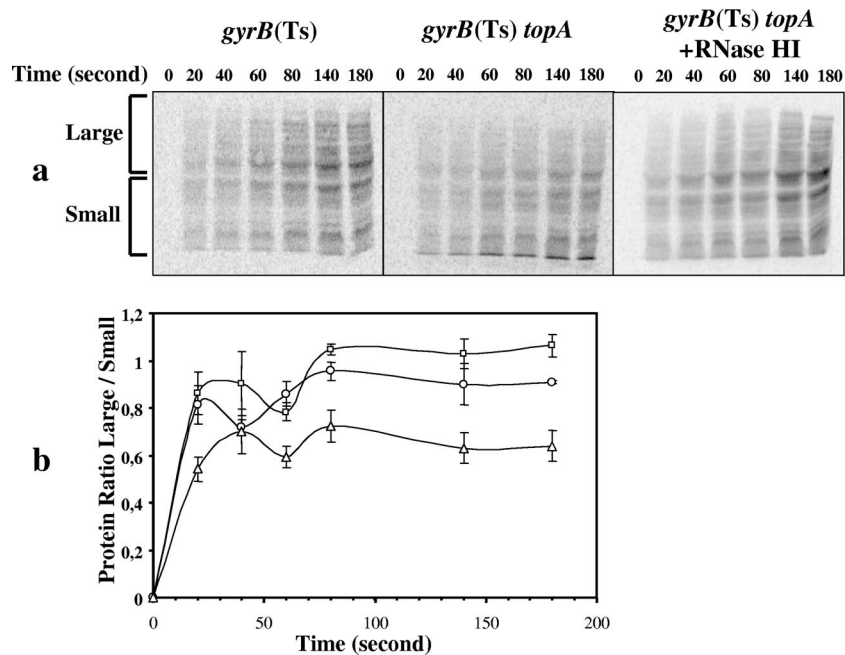 gyrB(Ts) gyrB(Ts) topA gyrB(Ts) topA
+RNase HI
Time (second) 0 20 40 60 80 140 180 0 20 40 60 80 140 180 0 20 40 60 80 140 180
Large
a
Small
1,2
1
0,8
0,6
0,4
0,2
0
b
Protein Ratio Large / Small
0 50 100 150 200
Time (second)